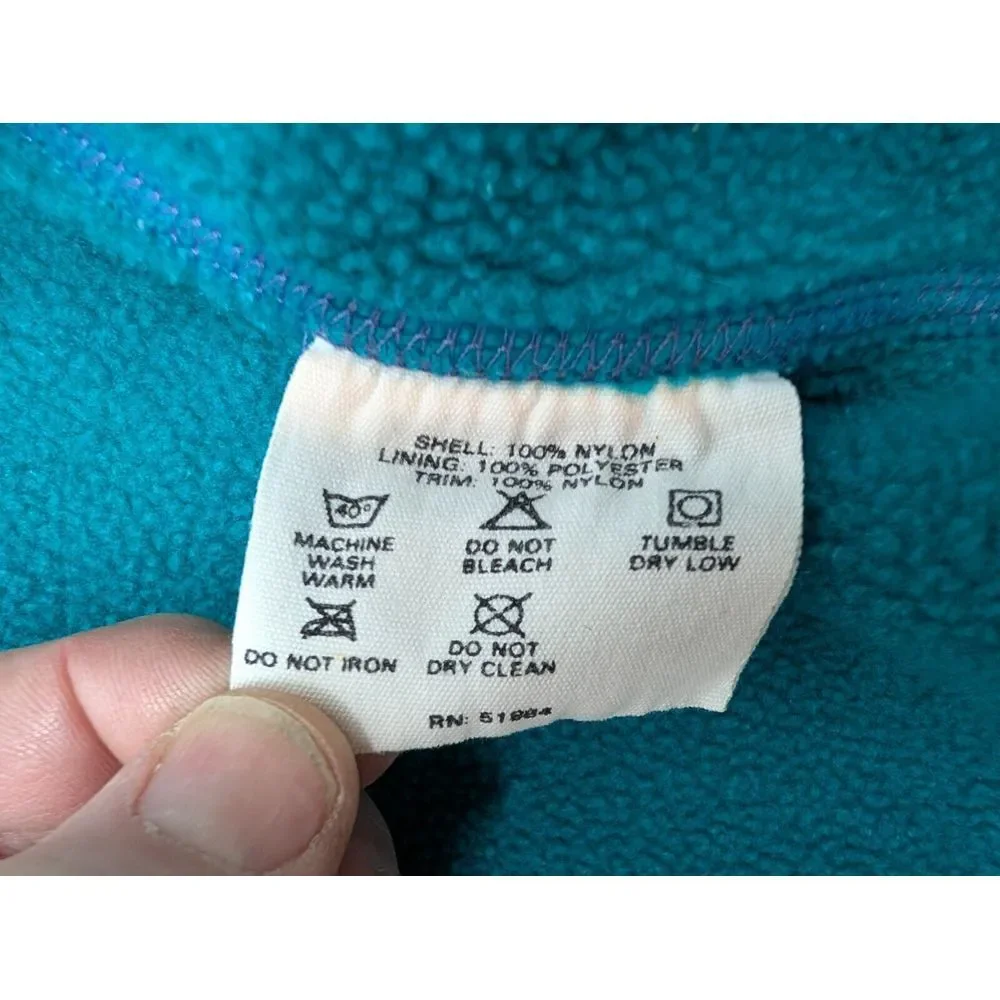 SHELL: 100% NYLON
LINING: 100% POLYESTER
TRIM: 100% NYLON
40°
MACHINE
WASH
WARM
DO NOT
BLEACH
TUMBLE
DRY LOW
DO NOT IRON
DO NOT
DRY CLEAN
RN: